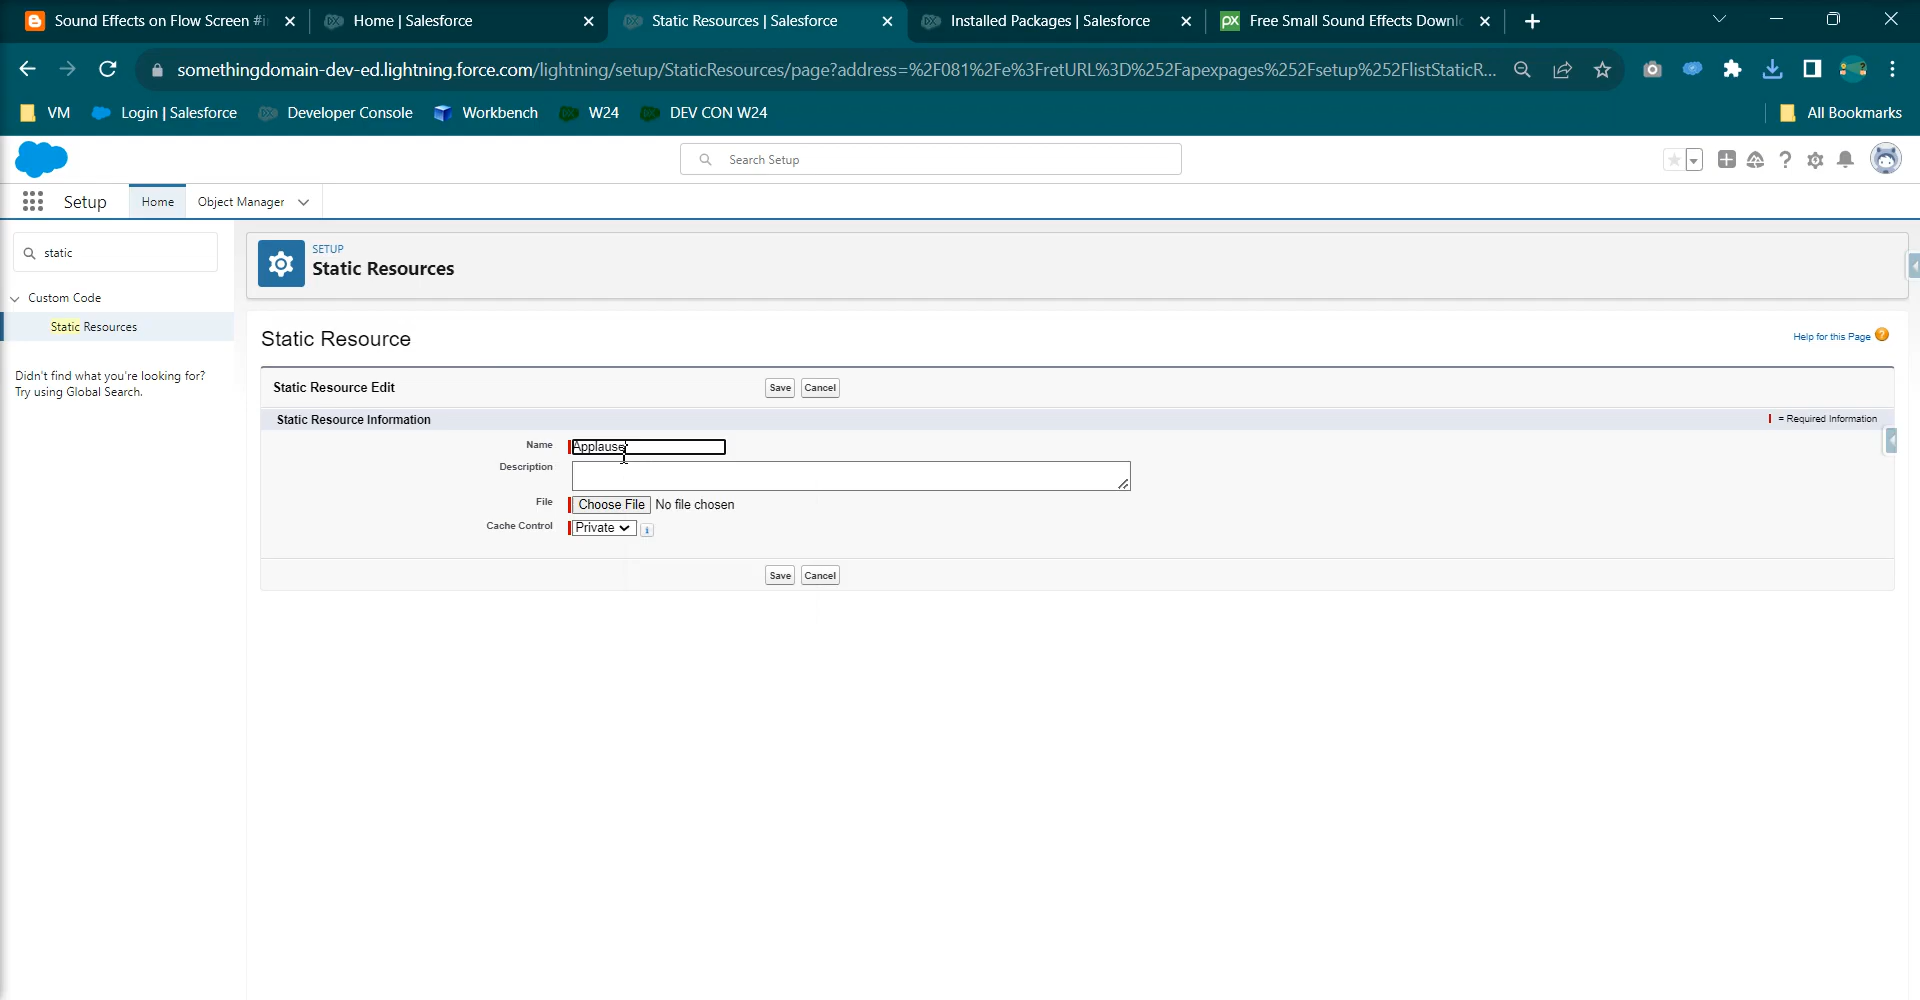 Sound Effects on Flow Screen #i
Home | Salesforce
Static Resources | Salesforce
Installed Packages | Salesforce
px
Free Small Sound Effects Downlo
somethingdomain-dev-ed.lightning.force.com/lightning/setup/StaticResources/page?address=%2F081%2Fe%3FretURL%3D%252Fapexpages%252Fsetup%252FlistStaticR...
VM
Login | Salesforce
Developer Console
Workbench
W24
DEV CON W24
All Bookmarks
Search Setup
Setup
Home
Object Manager
static
Custom Code
Static Resources
Didn't find what you're looking for?
Try using Global Search.
SETUP
Static Resources
Static Resource
Help for this Page
Static Resource Edit
Save
Cancel
Static Resource Information
= Required Information
Name
Applause
Description
File
Choose File
No file chosen
Cache Control
Private
Save
Cancel